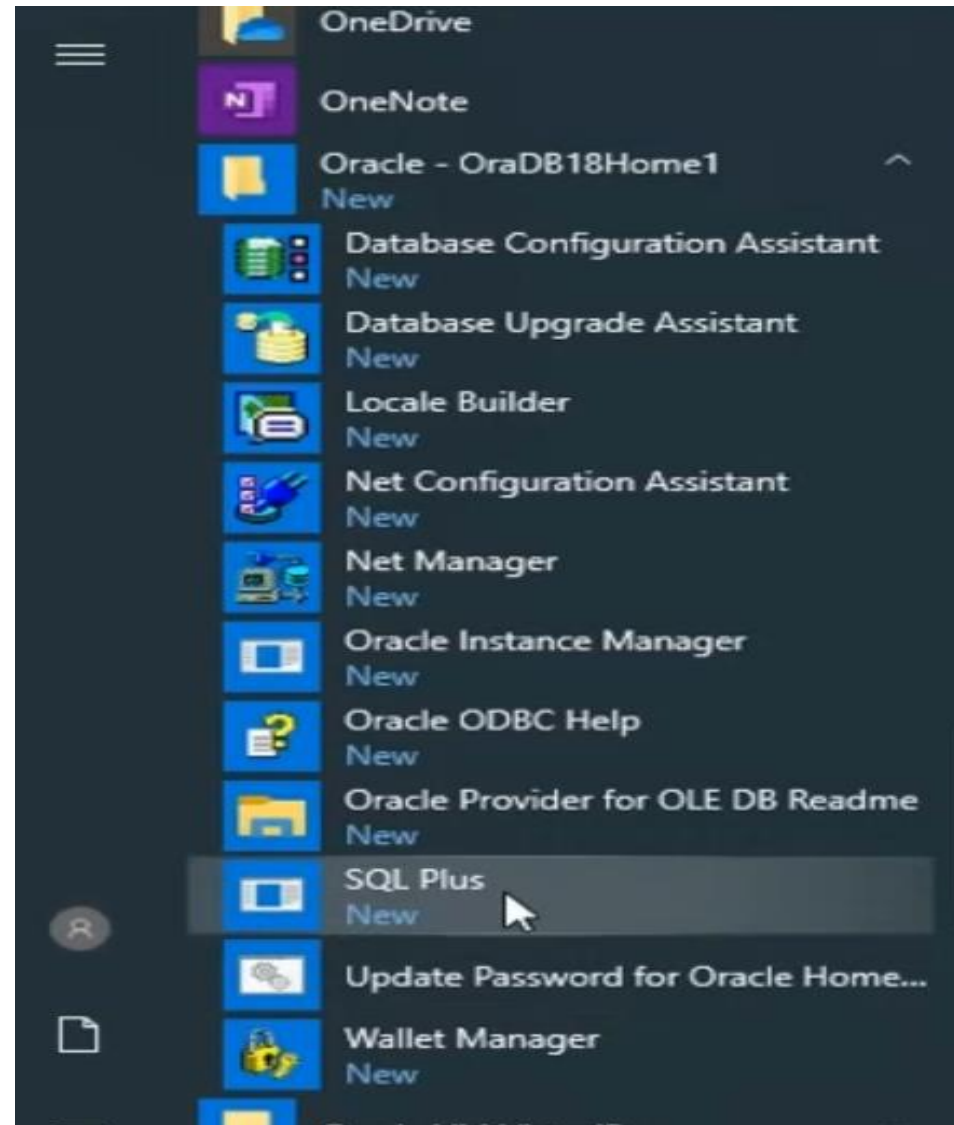 OneDrive
N
OneNote
Oracle - OraDB18Home1
New
Database Configuration Assistant
New
Database Upgrade Assistant
New
Locale Builder
New
Net Configuration Assistant
New
Net Manager
New
Oracle Instance Manager
New
Oracle ODBC Help
New
Oracle Provider for OLE DB Readme
New
SQL Plus
New
Update Password for Oracle Home...
Wallet Manager
New